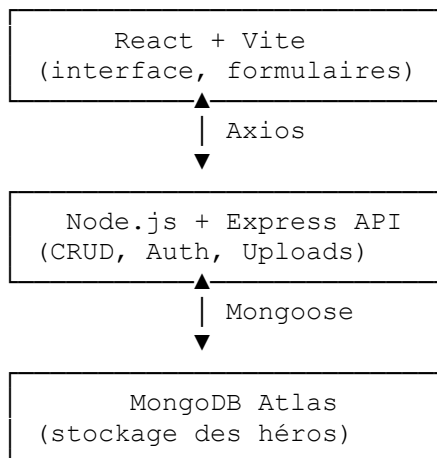 React + Vite
(interface, formulaires)
Axios
Node.js + Express API
(CRUD, Auth, Uploads)
Mongoose
MongoDB Atlas
(stockage des héros)